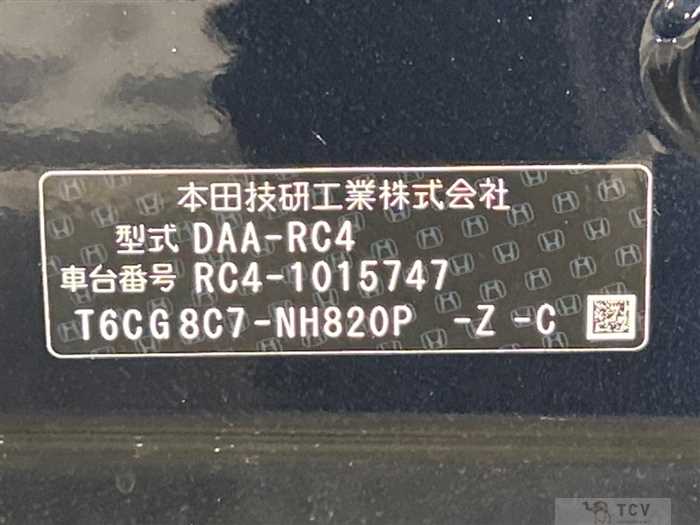 本田技研工業株式会社
型式 DAA-RC4
車台番号 RC4-1015747
T6CG8C7-NH820P -Z -C
TCV